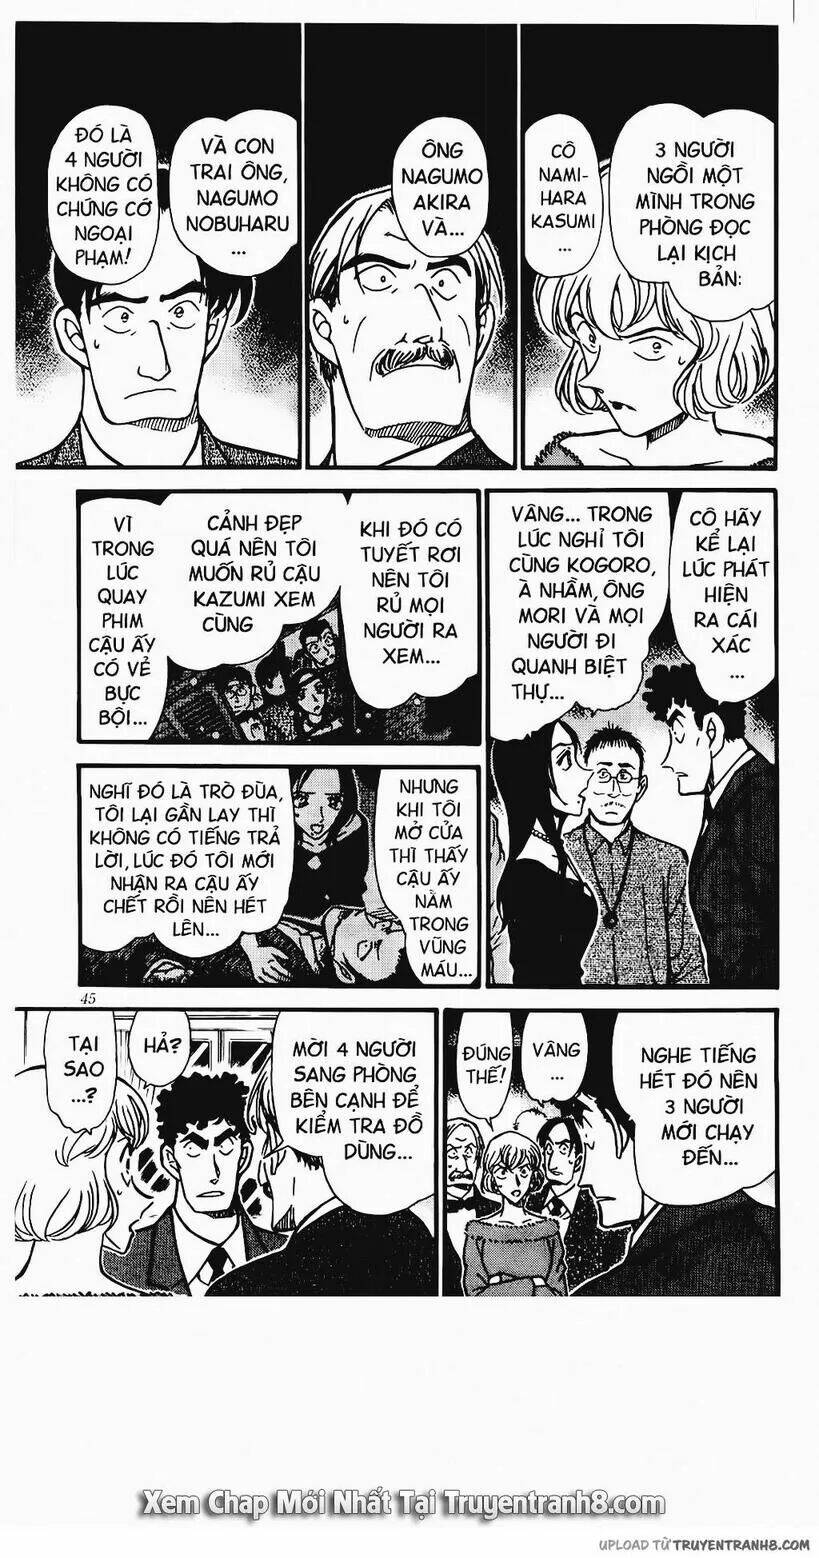 3 NGƯỜI
NGỒI MỘT
MÌNH TRONG
PHÒNG ĐỌC
LẠI KỊCH
BẢN:
CÔ
NAMI-
HARA
KASUMI
...
ÔNG
NAGUMO
AKIRA
VÀ...
VÀ CON
TRAI ÔNG,
NAGUMO
NOBUHARU
...
ĐÓ LÀ
4 NGƯỜI
KHÔNG CÓ
CHỨNG CỚ
NGOẠI
PHẠM!
CÔ HÃY
KỂ LẠI
LÚC PHÁT
HIỆN
RA CÁI
XÁC
...
VÂNG... TRONG
LÚC NGHỈ TÔI
CÙNG KOGORO,
À NHẦM, ÔNG
MORI VÀ MỌI
NGƯỜI ĐI
QUANH BIỆT
THỰ...
KHI ĐÓ CÓ
TUYẾT RƠI
NÊN TÔI
RỦ MỌI
NGƯỜI RA
XEM...
CẢNH ĐẸP
QUÁ NÊN TÔI
MUỐN RỦ CẬU
KAZUMI XEM
CÙNG
VÌ
TRONG
LÚC
QUAY
PHIM
CẬU ẤY
CÓ VẺ
BỰC
BỘI...
NHƯNG
KHI TÔI
MỞ CỬA
THÌ THẤY
CẬU ẤY
NẰM
TRONG
VŨNG
MÁU...
NGHĨ ĐÓ LÀ TRÒ ĐÙA,
TÔI LẠI GẦN LAY THÌ
KHÔNG CÓ TIẾNG TRẢ
LỜI, LÚC ĐÓ TÔI MỚI
NHẬN RA CẬU ẤY
CHẾT RỒI NÊN HÉT
LÊN...
45
NGHE TIẾNG
HÉT ĐÓ NÊN
3 NGƯỜI
MỚI CHẠY
ĐẾN...
VÂNG
...
ĐÚNG
THẾ!
MỜI 4 NGƯỜI
SANG PHÒNG
BÊN CẠNH ĐỂ
KIỂM TRA ĐỒ
DÙNG...
HẢ?
TẠI
SAO
...?
Xem Chap Mới Nhất Tại Truyentranh8.com
UPLOAD TỪ TRUYENTRANH8.COM